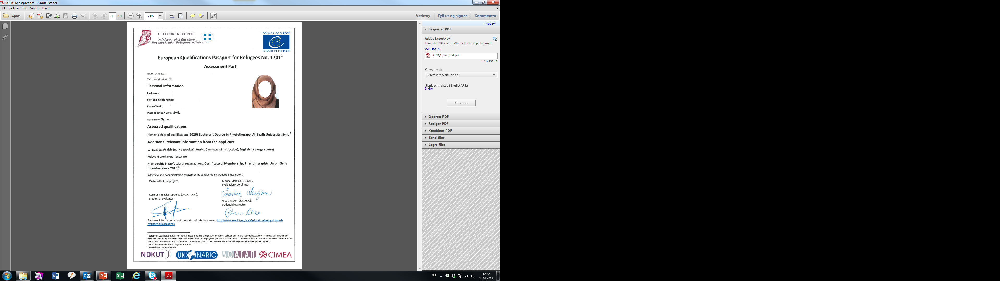 EQPR_1.passport.pdf - Adobe Reader
Fil Rediger Vis Vindu Hjelp
Åpne 1 / 1 74% Verktøy Fyll ut og signer Kommentar
Logg på
HELLENIC REPUBLIC
Ministry of Education,
Research and Religious Affairs
COUNCIL OF EUROPE
CONSEIL DE L'EUROPE
European Qualifications Passport for Refugees No. 1701¹
Assessment Part
Issued: 14.03.2017
Valid through: 14.03.2022
Personal information
Last name:
First and middle names:
Date of birth:
Place of birth: Homs, Syria
Nationality: Syrian
Assessed qualifications
Highest achieved qualification: (2010) Bachelor's Degree in Physiotherapy, Al-Baath University, Syria²
Additional relevant information from the applicant
Languages: Arabic (native speaker), Arabic (language of instruction), English (language course)
Relevant work experience: no
Membership in professional organizations: Certificate of Membership, Physiotherapists Union, Syria
(member since 2010)³
Interview and documentation assessment is conducted by credential evaluators:
On behalf of the project
Marina Malgina (NOKUT),
evaluation coordinator
Kosmas Papavlassopoulos (D.O.A.T.A.P.),
credential evaluator
Rose Chacko (UK NARIC),
credential evaluator
For more information about the status of this document: http://www.coe.int/en/web/education/recognition-of-
refugees-qualifications
¹ European Qualifications Passport for Refugees is neither a legal document nor replacement for the national recognition schemes, but a statement
intended to be of help in connection with applications for employment/internships and studies. The evaluation is based on available documentation and
a structured interview with a professional credential evaluator. This document is only valid together with the explanatory part.
² Available documentation: Degree Certificate
³ No available documentation
NOKUT UK NARIC ΔΟΑΤΑΠ CIMEA
Eksporter PDF
Adobe ExportPDF
Konverter PDF-filer til Word eller Excel på Internett.
Velg PDF-fil:
EQPR_1.passport.pdf
1 fil / 138 kB
Konverter til:
Microsoft Word (*.docx)
Gjenkjenn tekst på English(U.S.)
Endre
Konverter
Opprett PDF
Rediger PDF
Kombiner PDF
Send filer
Lagre filer
NO
12:22
20.03.2017